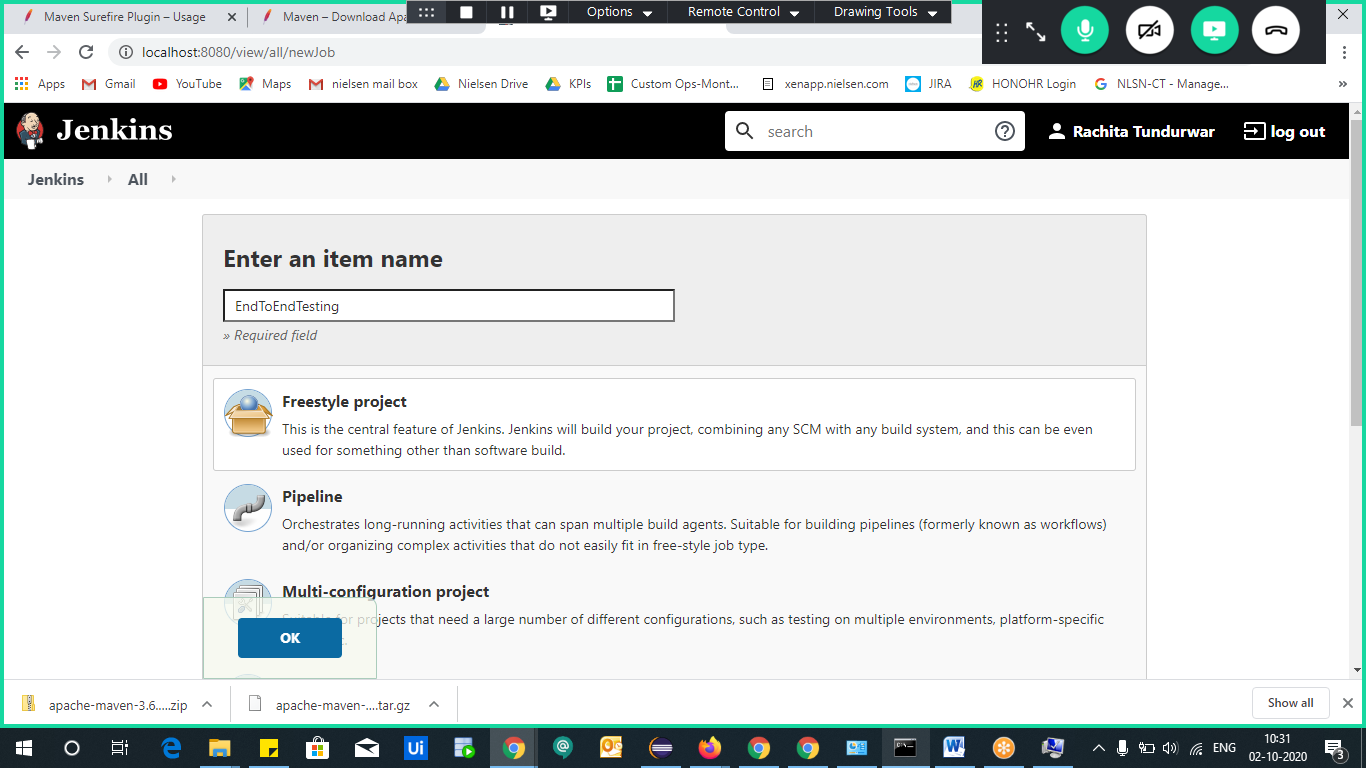 Maven Surefire Plugin – Usage
Maven – Download Apa
Options
Remote Control
Drawing Tools
localhost:8080/view/all/newJob
Apps
Gmail
YouTube
Maps
nielsen mail box
Nielsen Drive
KPIs
Custom Ops-Mont...
xenapp.nielsen.com
JIRA
HONOHR Login
NLSN-CT - Manage...
»
Jenkins
search
Rachita Tundurwar
log out
Jenkins
All
Enter an item name
EndToEndTesting
» Required field
Freestyle project
This is the central feature of Jenkins. Jenkins will build your project, combining any SCM with any build system, and this can be even
used for something other than software build.
Pipeline
Orchestrates long-running activities that can span multiple build agents. Suitable for building pipelines (formerly known as workflows)
and/or organizing complex activities that do not easily fit in free-style job type.
Multi-configuration project
Suitable for projects that need a large number of different configurations, such as testing on multiple environments, platform-specific
OK
apache-maven-3.6.....zip
apache-maven-....tar.gz
Show all
Ui
ENG
10:31
02-10-2020
3